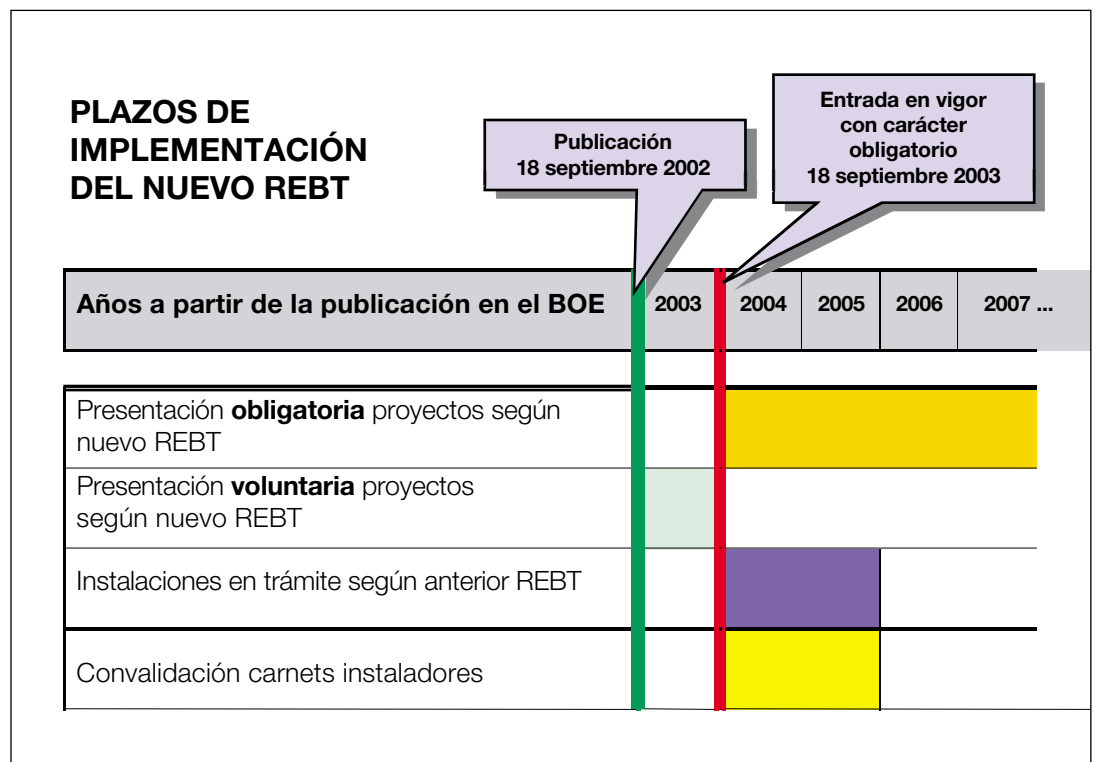 PLAZOS DE
IMPLEMENTACIÓN
DEL NUEVO REBT
Publicación
18 septiembre 2002
Entrada en vigor
con carácter
obligatorio
18 septiembre 2003
Años a partir de la publicación en el BOE 2003 2004 2005 2006 2007 ...
Presentación obligatoria proyectos según
nuevo REBT
Presentación voluntaria proyectos
según nuevo REBT
Instalaciones en trámite según anterior REBT
Convalidación carnets instaladores